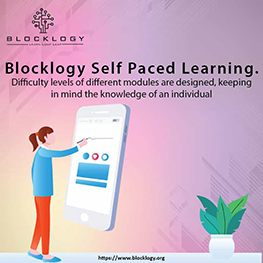 BLOCKLOGY
Blocklogy Self Paced Learning.
Difficulty levels of different modules are designed, keeping
in mind the knowledge of an individual
https://www.blocklogy.org